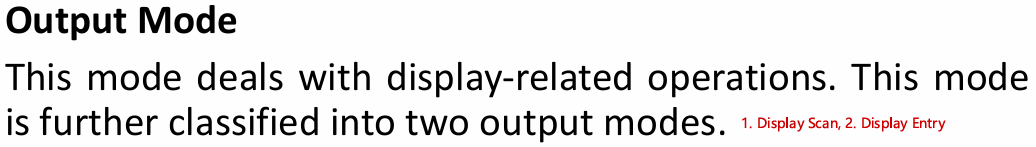 Output Mode
This mode deals with display-related operations. This mode
is further classified into two output modes. 1. Display Scan, 2. Display Entry